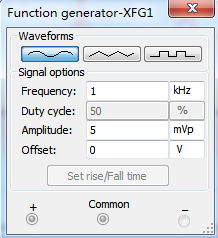 Function generator-XFG1
Waveforms
Signal options
Frequency: 1 kHz
Duty cycle: 50 %
Amplitude: 5 mVp
Offset: 0 V
Set rise/Fall time
+ Common –